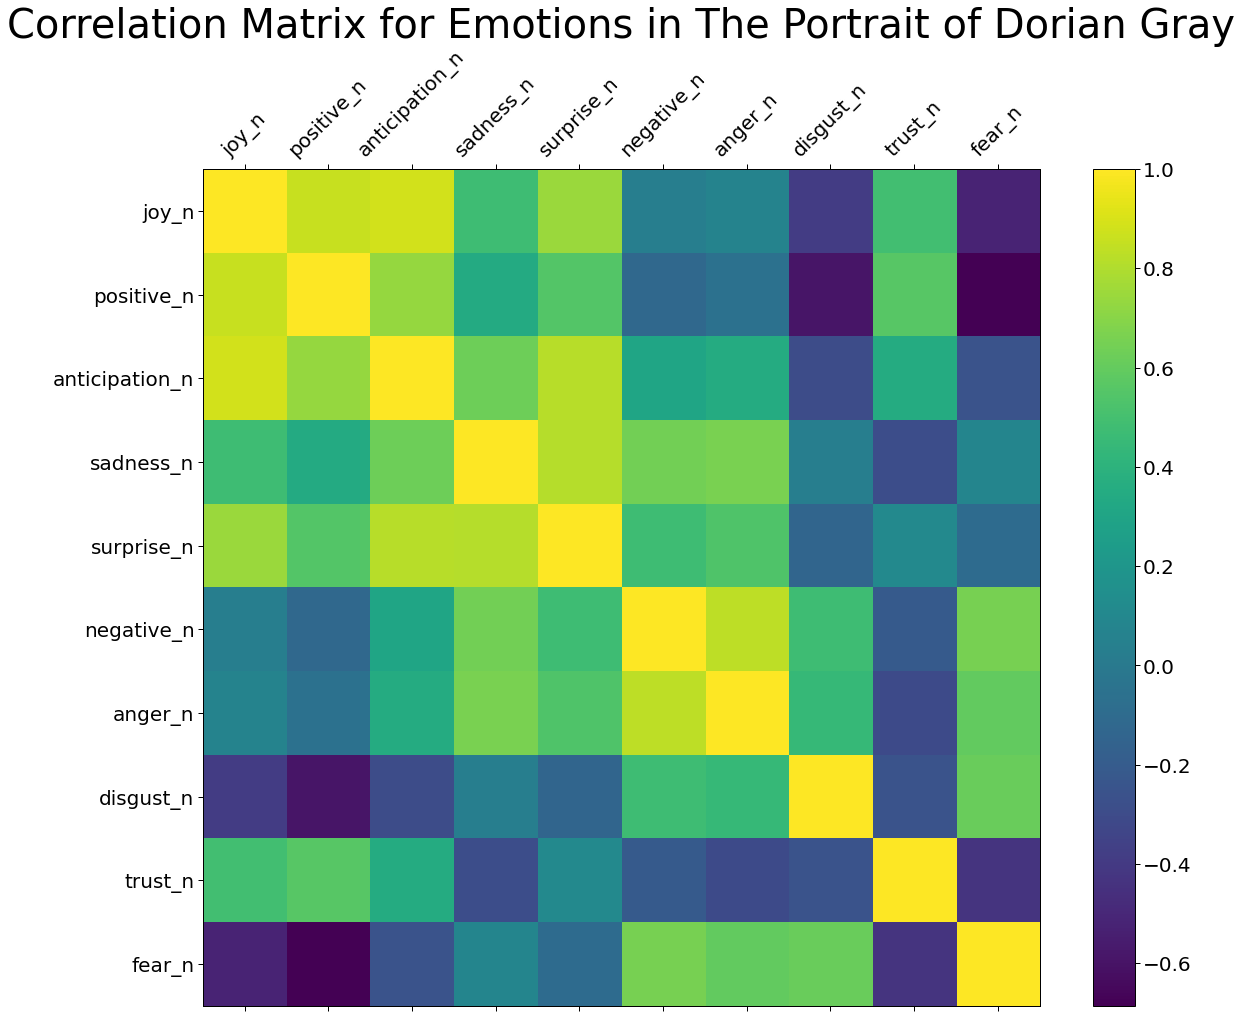 Correlation Matrix for Emotions in The Portrait of Dorian Gray
joy_n
positive_n
anticipation_n
sadness_n
surprise_n
negative_n
anger_n
disgust_n
trust_n
fear_n
joy_n
positive_n
anticipation_n
sadness_n
surprise_n
negative_n
anger_n
disgust_n
trust_n
fear_n
1.0
0.8
0.6
0.4
0.2
0.0
−0.2
−0.4
−0.6